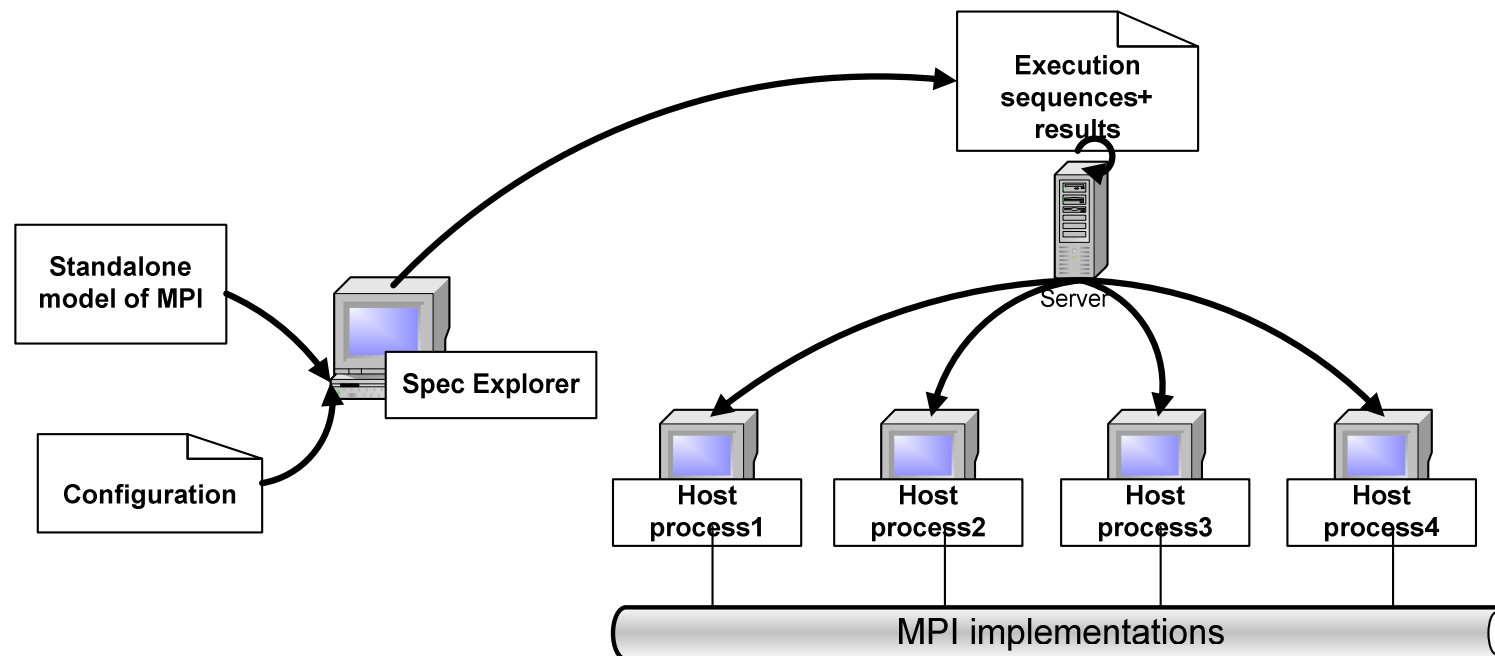 Execution
sequences+
results
Standalone
model of MPI
Server
Spec Explorer
Configuration
Host
process1
Host
process2
Host
process3
Host
process4
MPI implementations